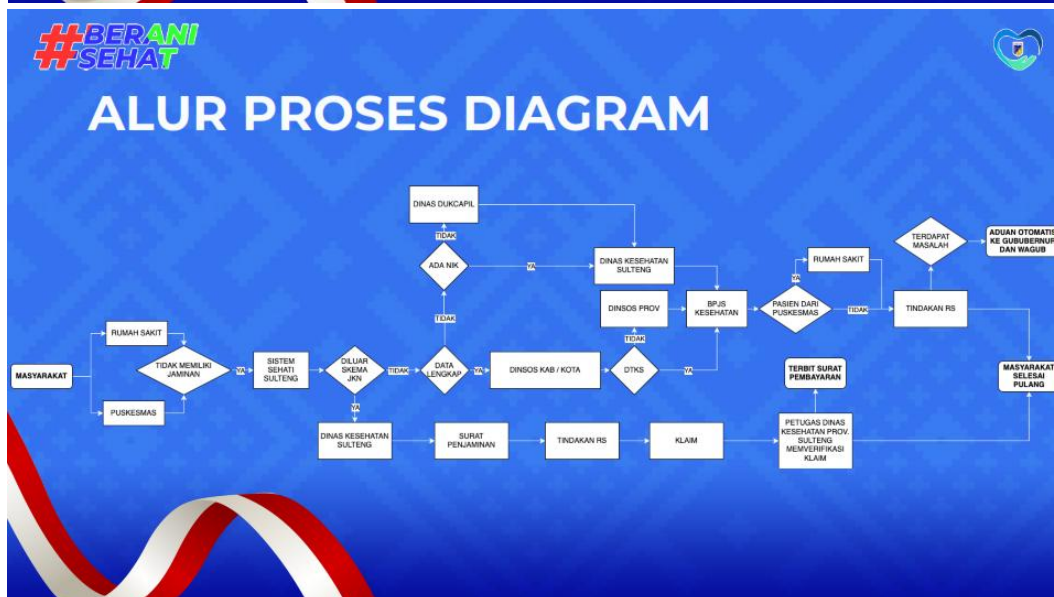 #BERANI
SEHAT
ALUR PROSES DIAGRAM
MASYARAKAT
RUMAH SAKIT
PUSKESMAS
TIDAK MEMILIKI
JAMINAN
YA
SISTEM
SEHATI
SULTENG
DILUAR
SKEMA
JKN
TIDAK
YA
DATA
LENGKAP
TIDAK
YA
ADA NIK
TIDAK
YA
DINAS DUKCAPIL
DINAS KESEHATAN
SULTENG
DINSOS KAB / KOTA
DTKS
TIDAK
YA
DINSOS PROV
BPJS
KESEHATAN
PASIEN DARI
PUSKESMAS
YA
TIDAK
RUMAH SAKIT
TINDAKAN RS
TERDAPAT
MASALAH
ADUAN OTOMATIS
KE GUBUBERNUR
DAN WAGUB
MASYARAKAT
SELESAI
PULANG
DINAS KESEHATAN
SULTENG
SURAT
PENJAMINAN
TINDAKAN RS
KLAIM
PETUGAS DINAS
KESEHATAN PROV.
SULTENG
MEMVERIFIKASI
KLAIM
TERBIT SURAT
PEMBAYARAN